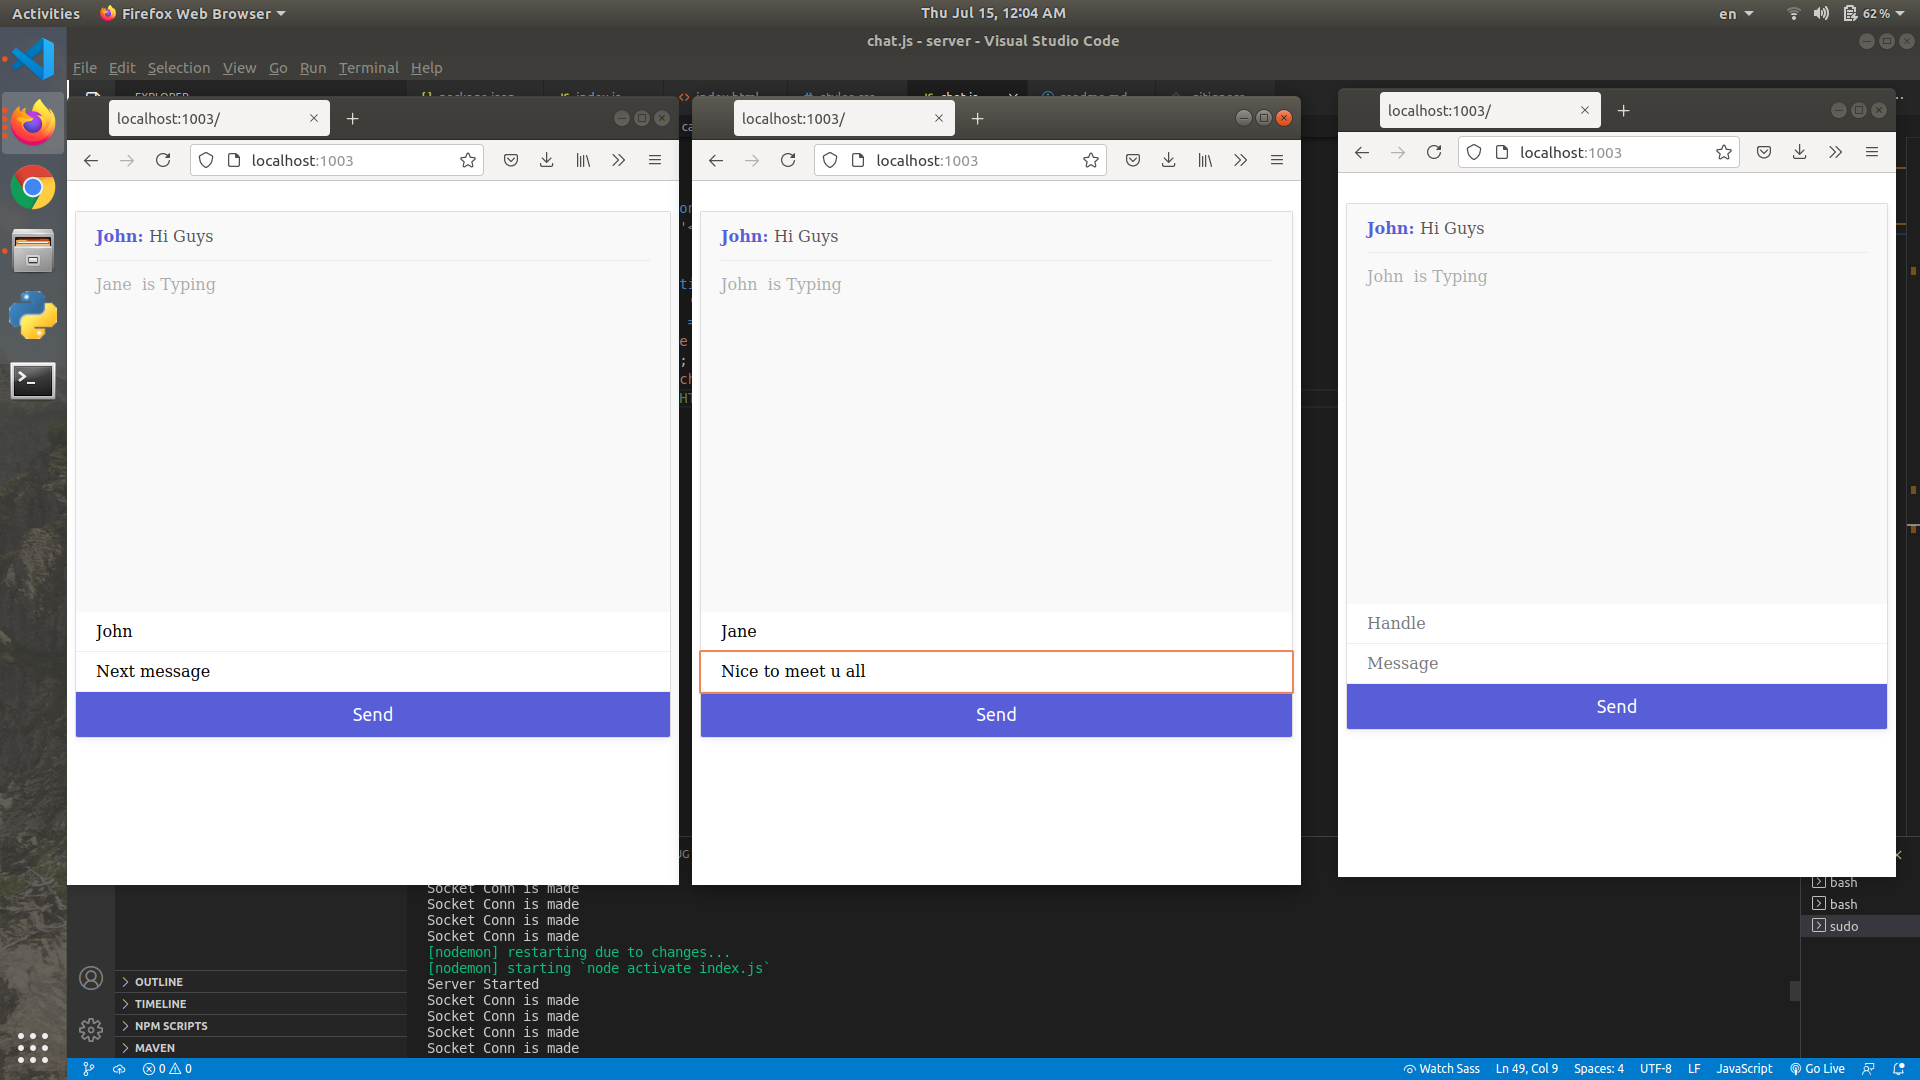 Activities Firefox Web Browser Thu Jul 15, 12:04 AM en 62 %
chat.js - server - Visual Studio Code
File Edit Selection View Go Run Terminal Help
localhost:1003/
localhost:1003
John: Hi Guys
Jane is Typing
John
Next message
Send
localhost:1003/
localhost:1003
John: Hi Guys
John is Typing
Jane
Nice to meet u all
Send
localhost:1003/
localhost:1003
John: Hi Guys
John is Typing
Handle
Message
Send
Socket Conn is made
Socket Conn is made
Socket Conn is made
Socket Conn is made
[nodemon] restarting due to changes...
[nodemon] starting `node activate index.js`
Server Started
Socket Conn is made
Socket Conn is made
Socket Conn is made
Socket Conn is made
bash
bash
sudo
OUTLINE
TIMELINE
NPM SCRIPTS
MAVEN
0 0 Watch Sass Ln 49, Col 9 Spaces: 4 UTF-8 LF JavaScript Go Live